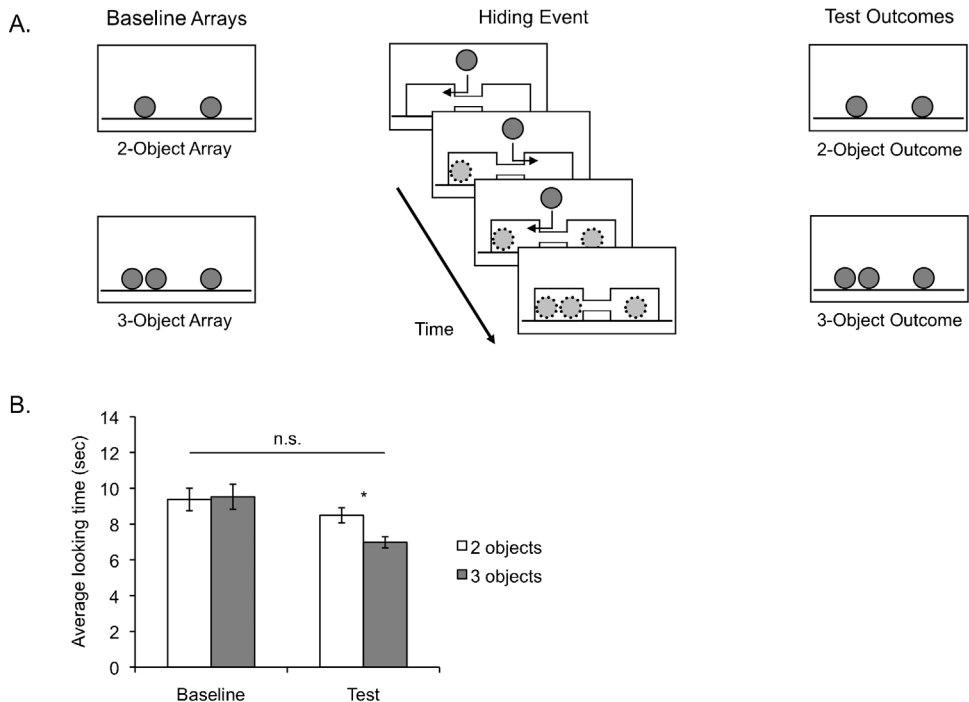 A.
Baseline Arrays
Hiding Event
Test Outcomes
2-Object Array
2-Object Outcome
3-Object Array
Time
3-Object Outcome
B.
Average looking time (sec)
14
12
10
8
6
4
2
0
n.s.
*
2 objects
3 objects
Baseline
Test